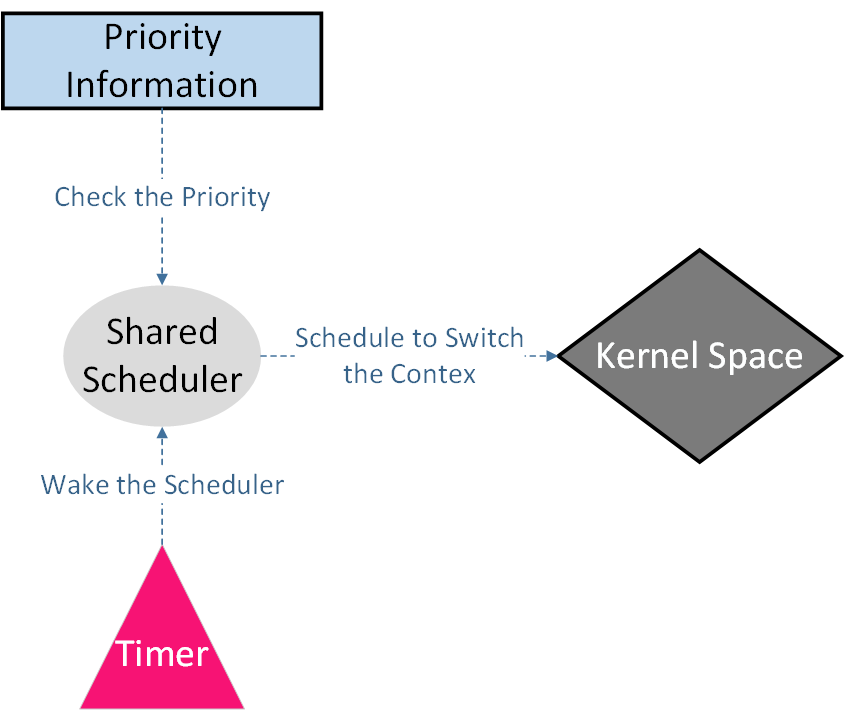 Priority
Information
Check the Priority
Shared
Scheduler
Schedule to Switch
the Contex
Kernel Space
Wake the Scheduler
Timer